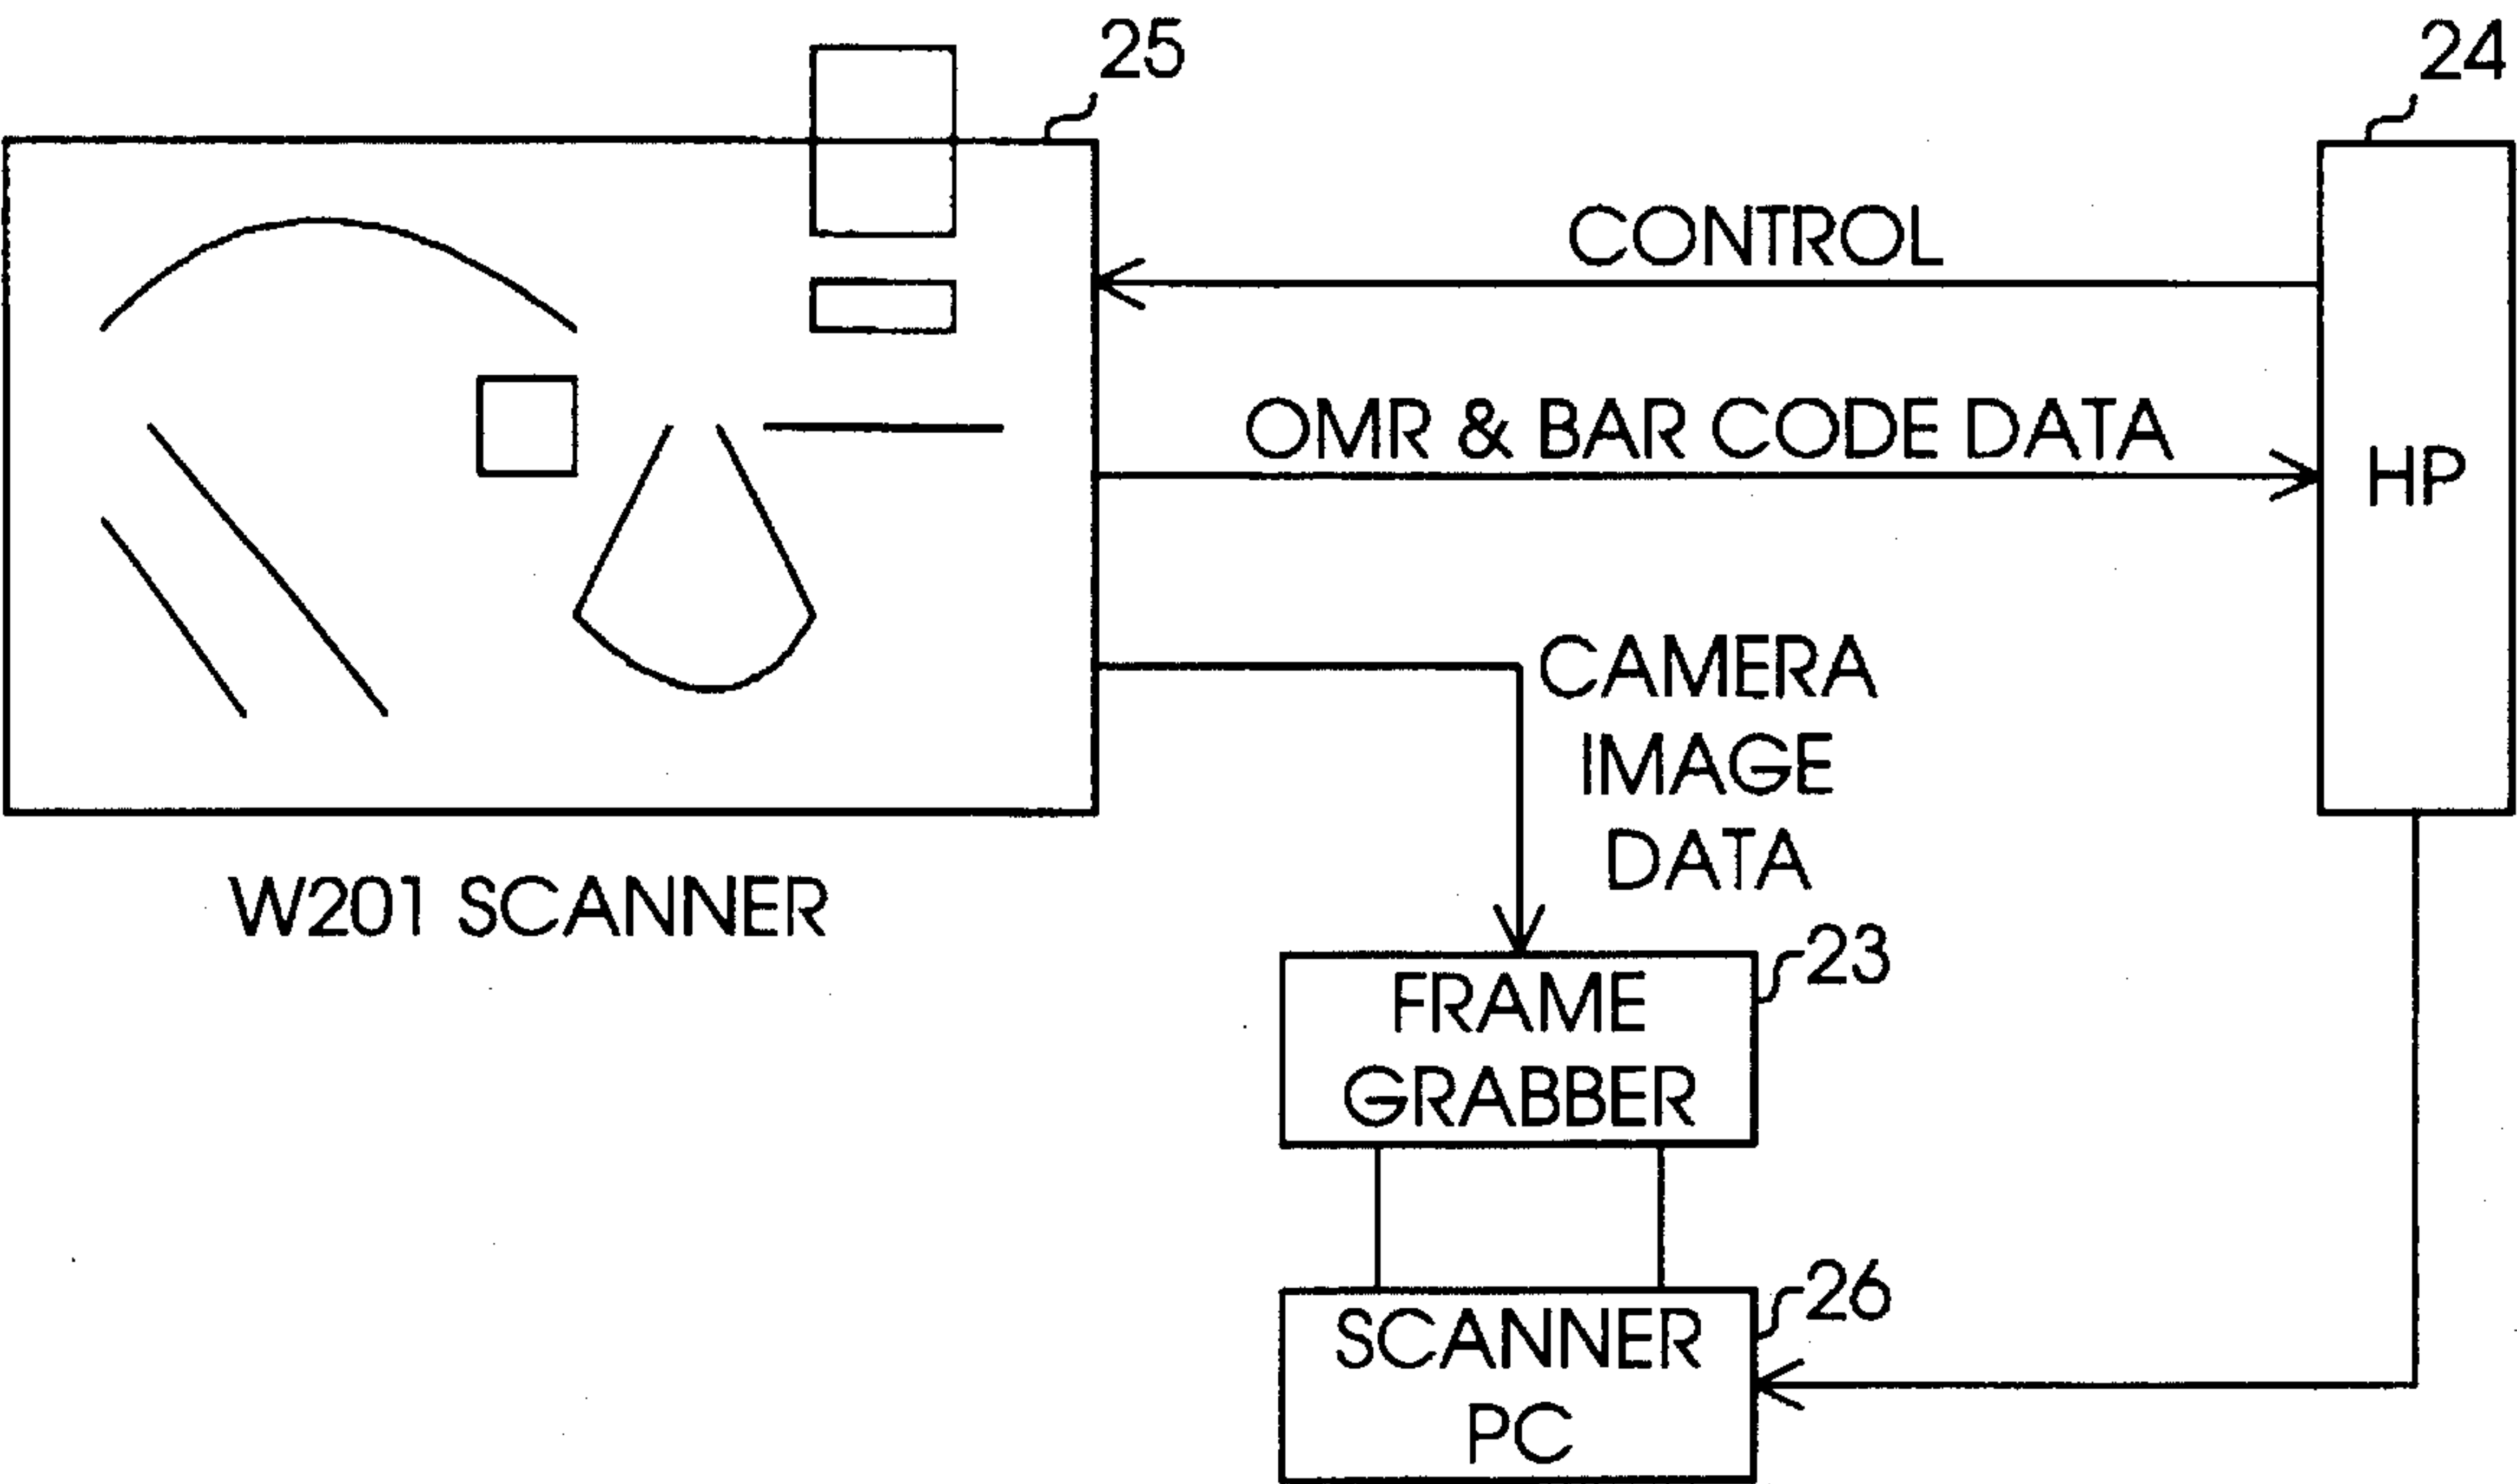 25
24
CONTROL
OMR & BAR CODE DATA
HP
CAMERA
IMAGE
DATA
W201 SCANNER
23
FRAME
GRABBER
26
SCANNER
PC